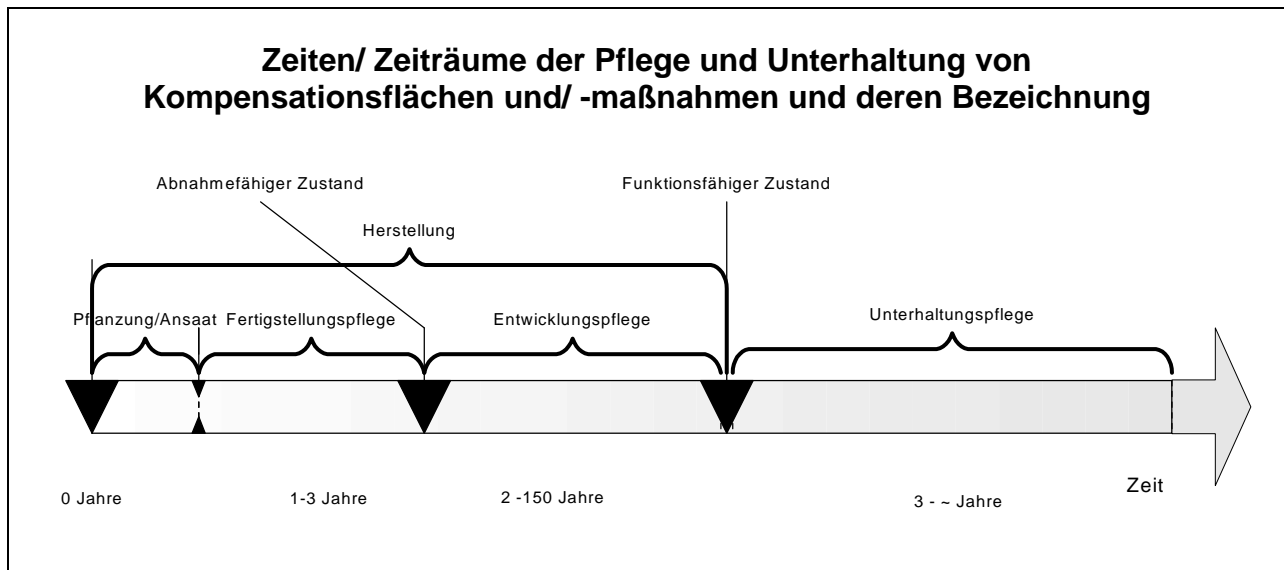 Zeiten/ Zeiträume der Pflege und Unterhaltung von
Kompensationsflächen und/ -maßnahmen und deren Bezeichnung
Abnahmefähiger Zustand
Funktionsfähiger Zustand
Herstellung
Pflanzung/Ansaat
Fertigstellungspflege
Entwicklungspflege
Unterhaltungspflege
0 Jahre
1-3 Jahre
2 -150 Jahre
3 - ~ Jahre
Zeit